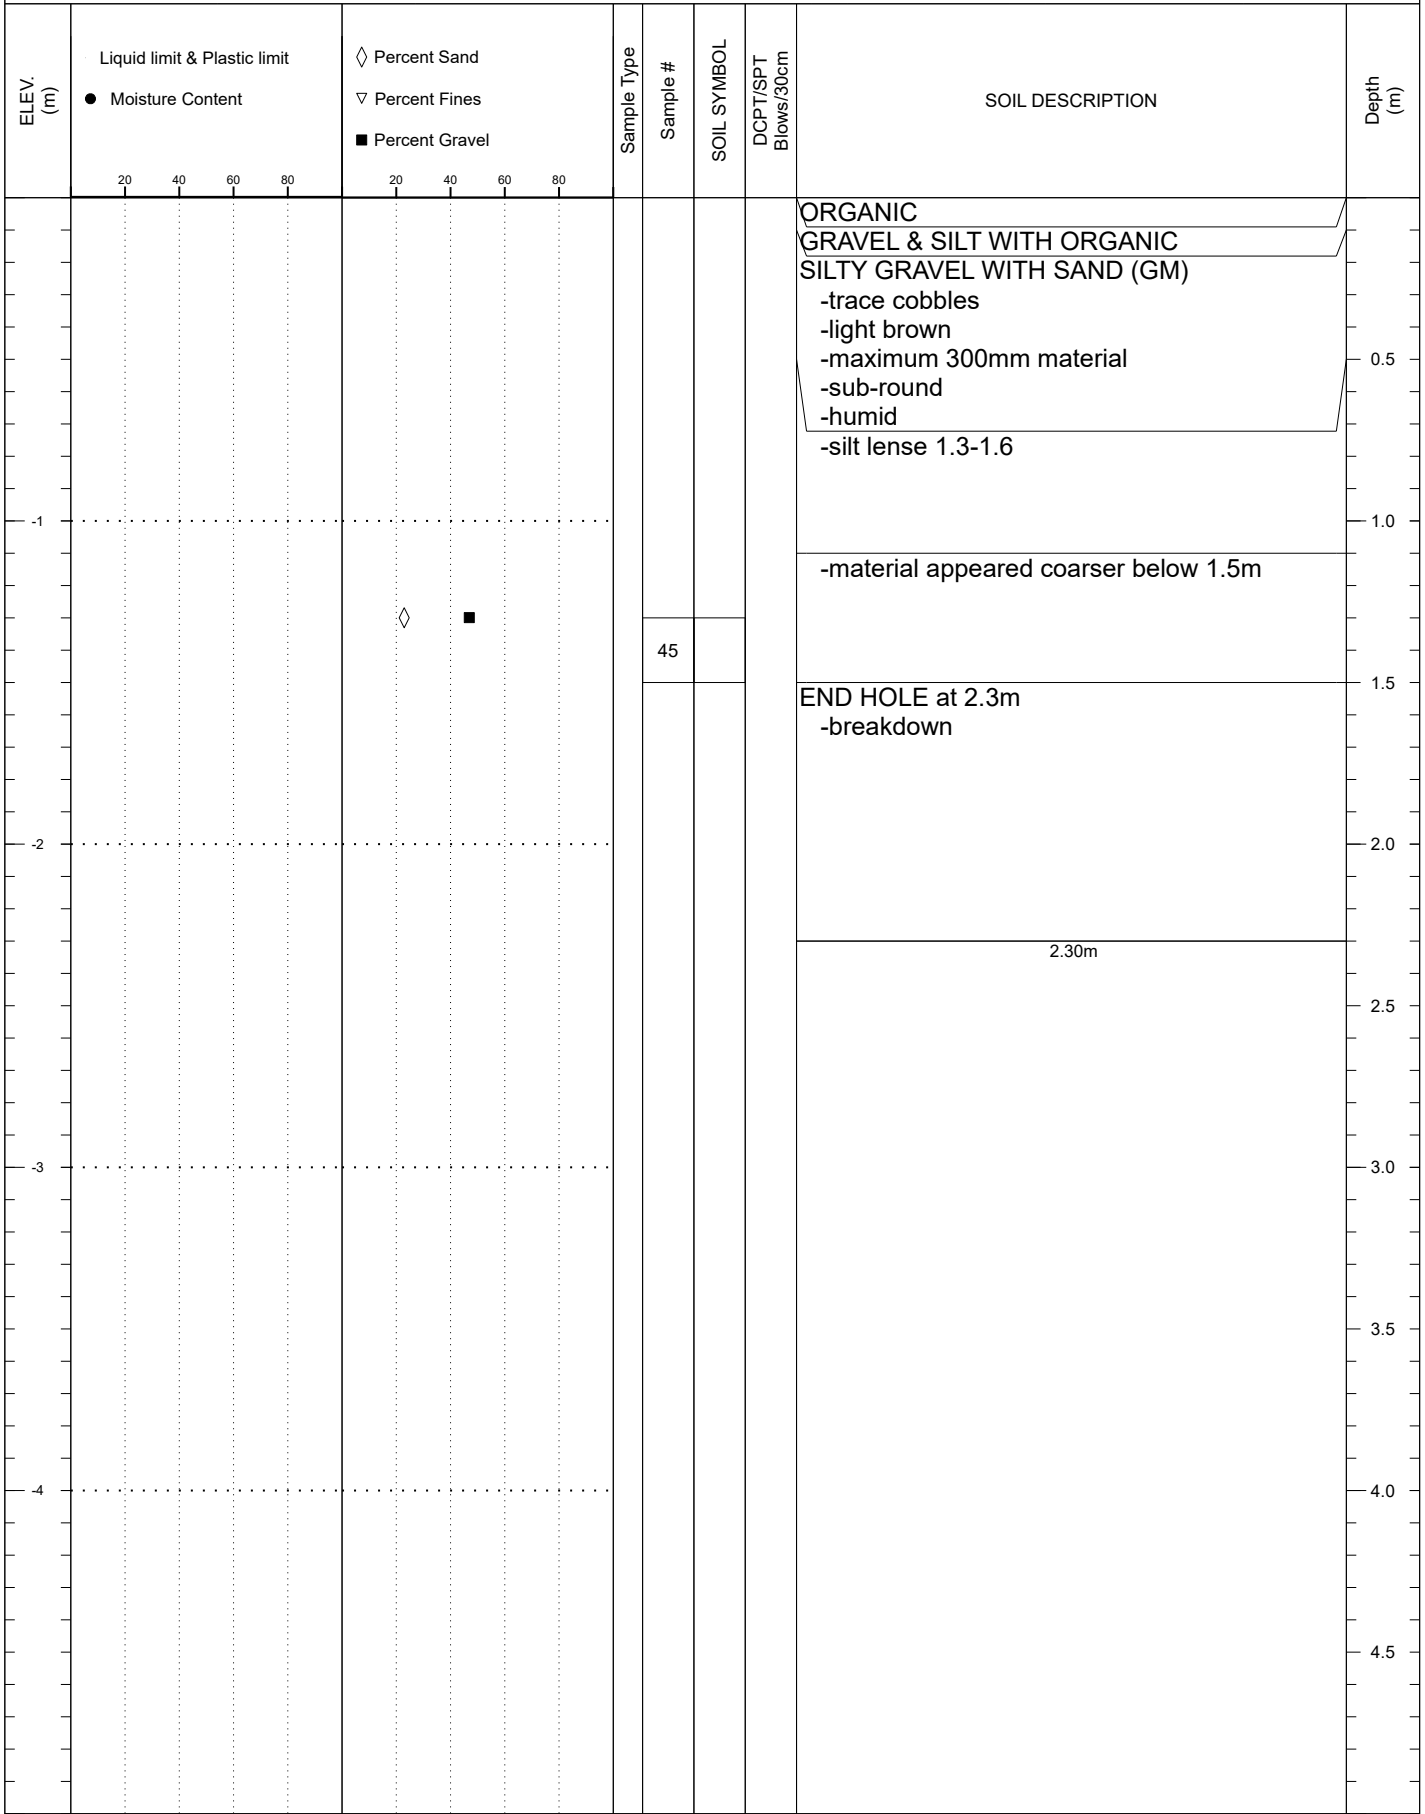 ELEV.
(m)
Liquid limit & Plastic limit
Moisture Content
20 40 60 80
Percent Sand
Percent Fines
Percent Gravel
20 40 60 80
Sample Type
Sample #
SOIL SYMBOL
DCPT/SPT
Blows/30cm
SOIL DESCRIPTION
Depth
(m)
ORGANIC
GRAVEL & SILT WITH ORGANIC
SILTY GRAVEL WITH SAND (GM)
-trace cobbles
-light brown
-maximum 300mm material
0.5
-sub-round
-humid
-silt lense 1.3-1.6
-1
1.0
-material appeared coarser below 1.5m
45
1.5
END HOLE at 2.3m
-breakdown
-2
2.0
2.30m
2.5
-3
3.0
3.5
-4
4.0
4.5